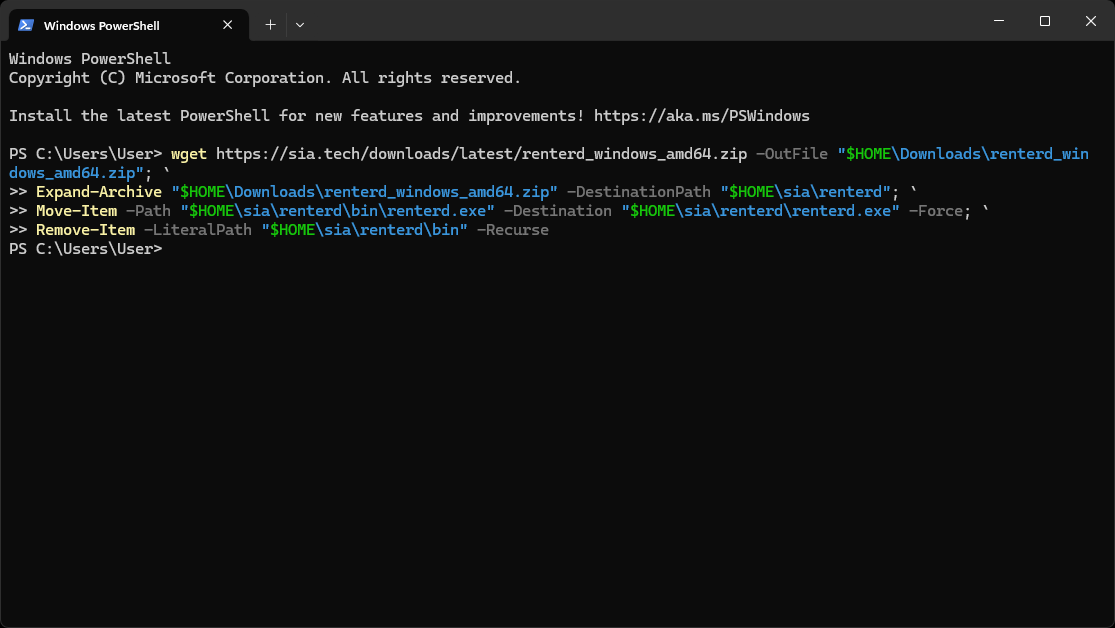 Windows PowerShell
Windows PowerShell
Copyright (C) Microsoft Corporation. All rights reserved.
Install the latest PowerShell for new features and improvements! https://aka.ms/PSWindows
PS C:\Users\User> wget https://sia.tech/downloads/latest/renterd_windows_amd64.zip -OutFile "$HOME\Downloads\renterd_win
dows_amd64.zip"; `
>> Expand-Archive "$HOME\Downloads\renterd_windows_amd64.zip" -DestinationPath "$HOME\sia\renterd"; `
>> Move-Item -Path "$HOME\sia\renterd\bin\renterd.exe" -Destination "$HOME\sia\renterd\renterd.exe" -Force; `
>> Remove-Item -LiteralPath "$HOME\sia\renterd\bin" -Recurse
PS C:\Users\User>